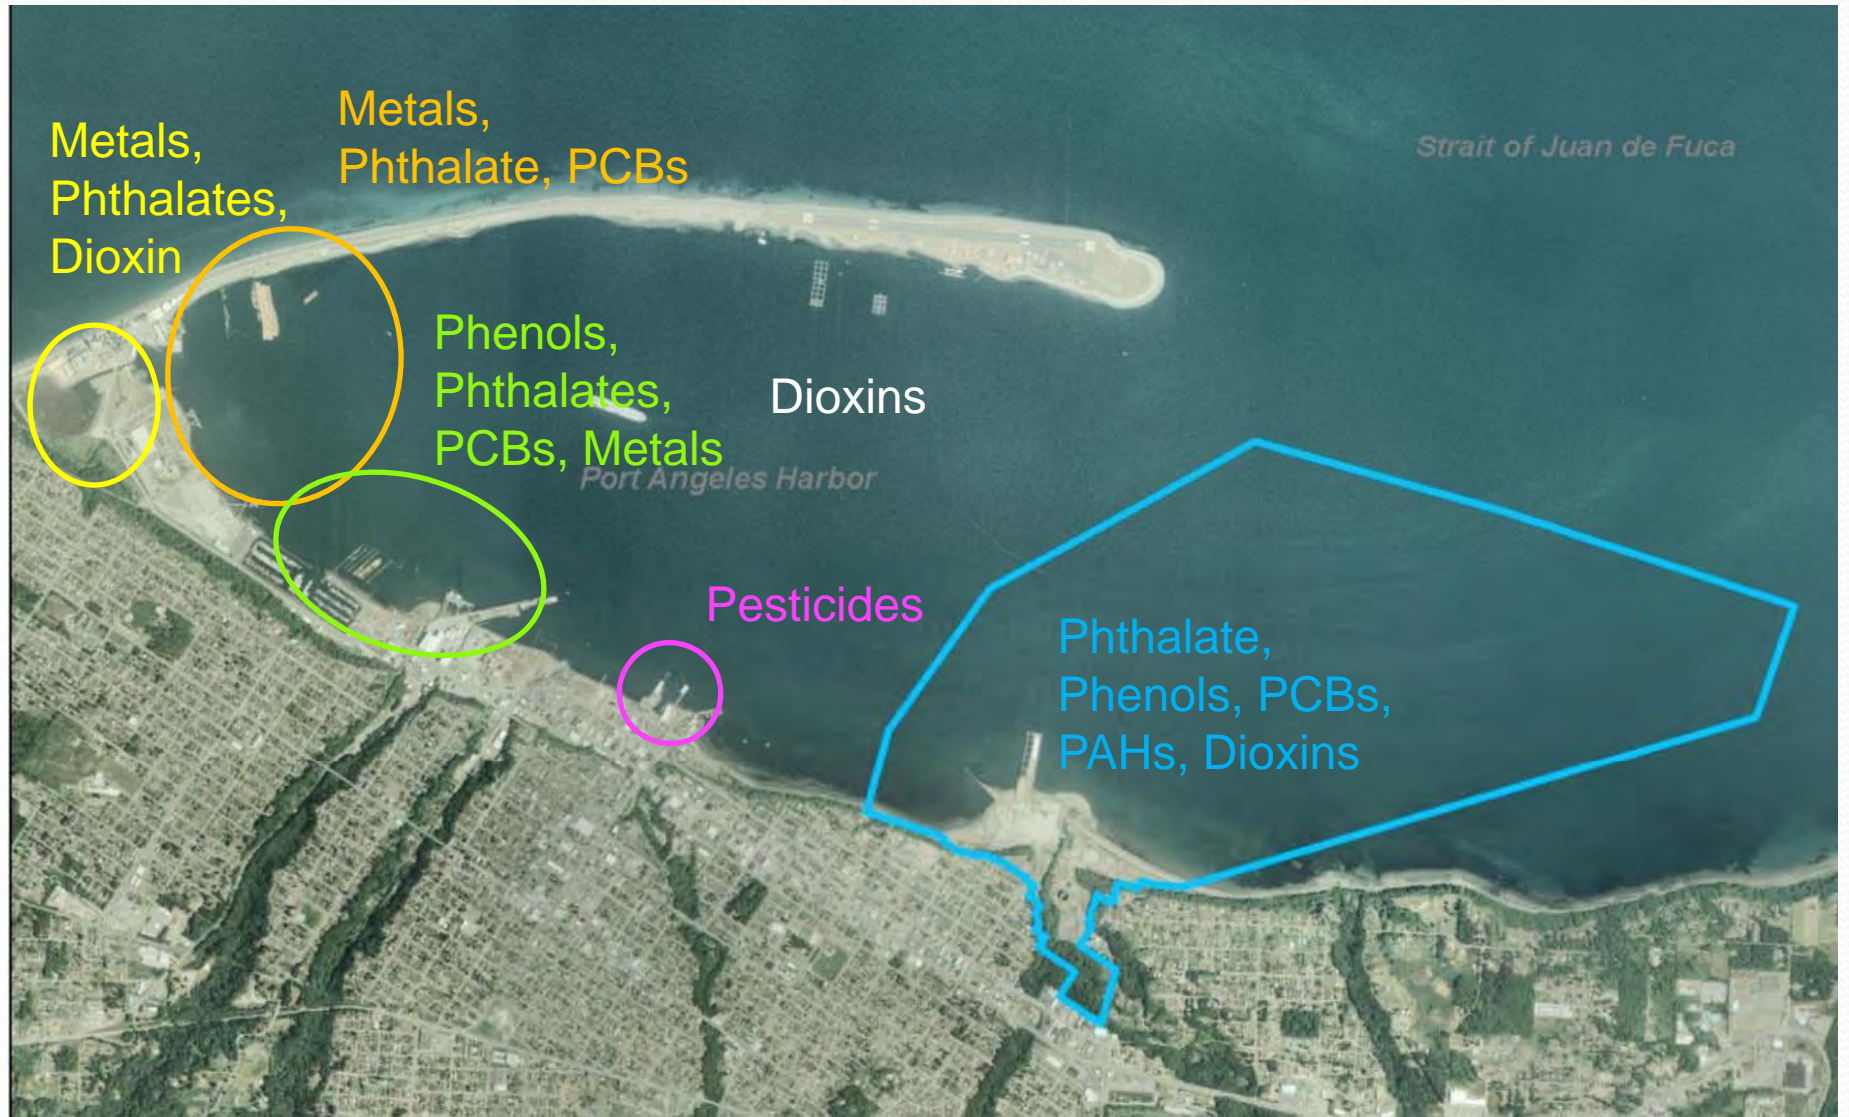 Metals,
Phthalates,
Dioxin
Metals,
Phthalate, PCBs
Strait of Juan de Fuca
Phenols,
Phthalates,
PCBs, Metals
Dioxins
Port Angeles Harbor
Pesticides
Phthalate,
Phenols, PCBs,
PAHs, Dioxins